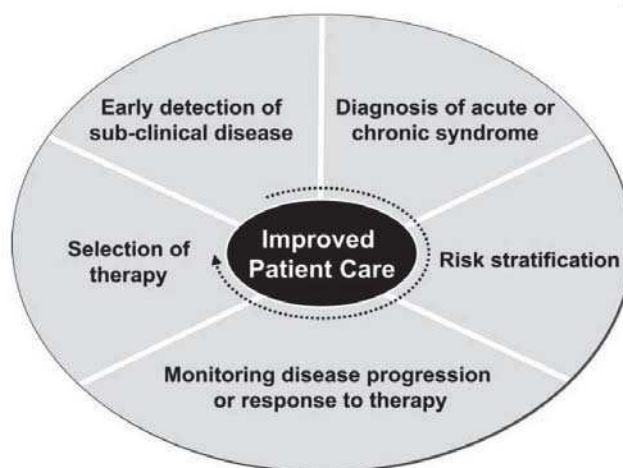 Early detection of
sub-clinical disease
Diagnosis of acute or
chronic syndrome
Improved
Patient Care
Selection of
therapy
Risk stratification
Monitoring disease progression
or response to therapy